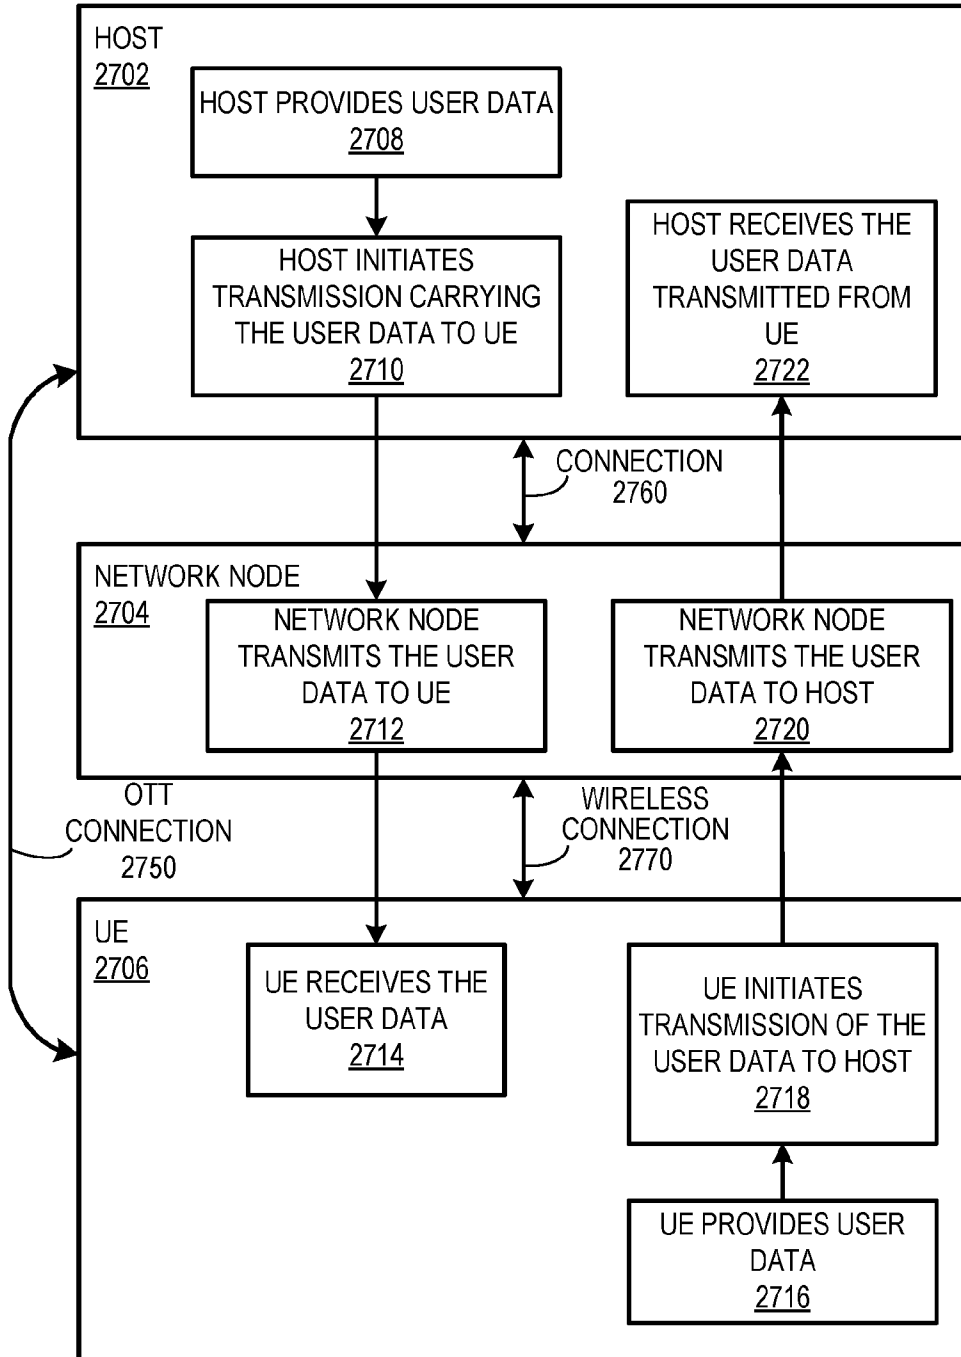 HOST
2702
HOST PROVIDES USER DATA
2708
HOST INITIATES
TRANSMISSION CARRYING
THE USER DATA TO UE
2710
HOST RECEIVES THE
USER DATA
TRANSMITTED FROM
UE
2722
CONNECTION
2760
NETWORK NODE
2704
NETWORK NODE
TRANSMITS THE USER
DATA TO UE
2712
NETWORK NODE
TRANSMITS THE USER
DATA TO HOST
2720
OTT
CONNECTION
2750
WIRELESS
CONNECTION
2770
UE
2706
UE RECEIVES THE
USER DATA
2714
UE INITIATES
TRANSMISSION OF THE
USER DATA TO HOST
2718
UE PROVIDES USER
DATA
2716